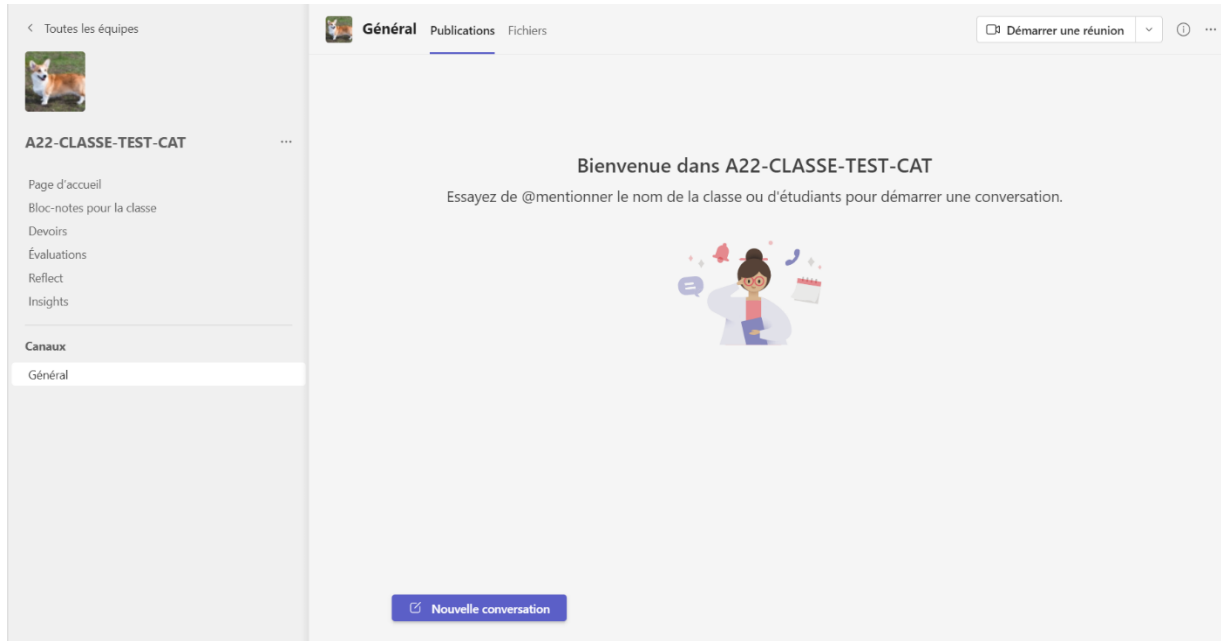 Toutes les équipes
A22-CLASSE-TEST-CAT
Page d'accueil
Bloc-notes pour la classe
Devoirs
Évaluations
Reflect
Insights
Canaux
Général
Général Publications Fichiers
Démarrer une réunion
Bienvenue dans A22-CLASSE-TEST-CAT
Essayez de @mentionner le nom de la classe ou d'étudiants pour démarrer une conversation.
Nouvelle conversation